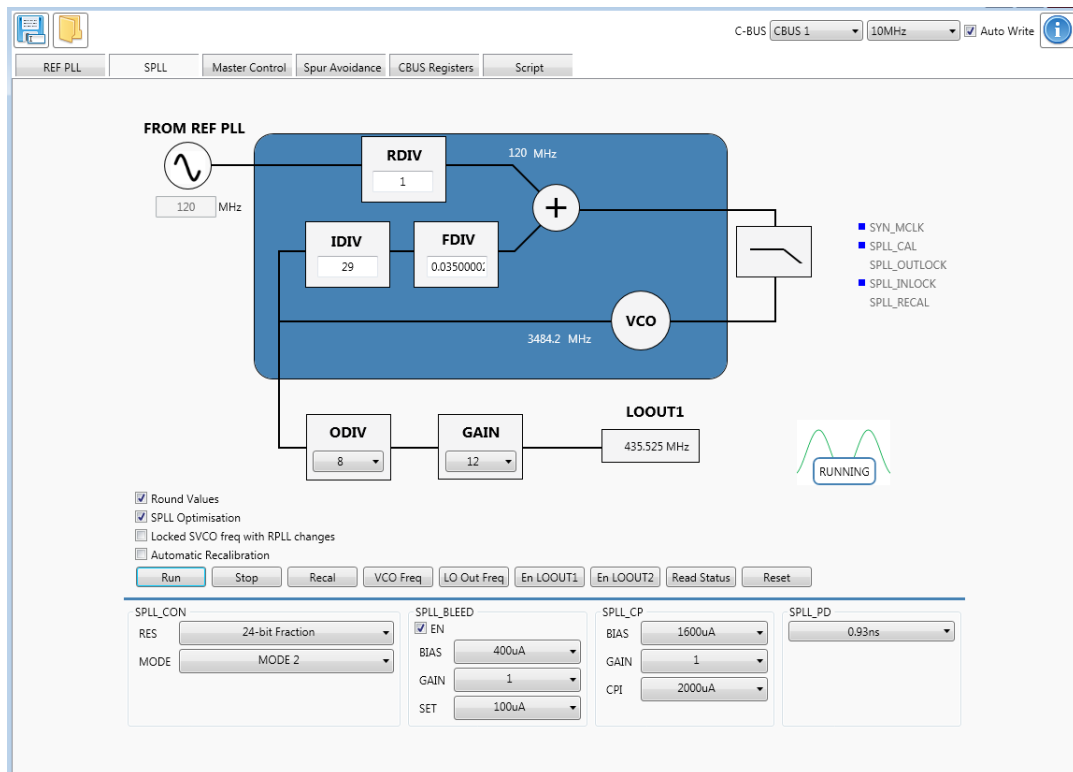 C-BUS CBUS 1 10MHz Auto Write
REF PLL SPLL Master Control Spur Avoidance CBUS Registers Script
FROM REF PLL
120 MHz
RDIV
1
120 MHz
+
IDIV
29
FDIV
0.03500002
VCO
3484.2 MHz
SYN_MCLK
SPLL_CAL
SPLL_OUTLOCK
SPLL_INLOCK
SPLL_RECAL
ODIV
8
GAIN
12
LOOUT1
435.525 MHz
RUNNING
Round Values
SPLL Optimisation
Locked SVCO freq with RPLL changes
Automatic Recalibration
Run Stop Recal VCO Freq LO Out Freq En LOOUT1 En LOOUT2 Read Status Reset
SPLL_CON
RES 24-bit Fraction
MODE MODE 2
SPLL_BLEED
EN
BIAS 400uA
GAIN 1
SET 100uA
SPLL_CP
BIAS 1600uA
GAIN 1
CPI 2000uA
SPLL_PD
0.93ns